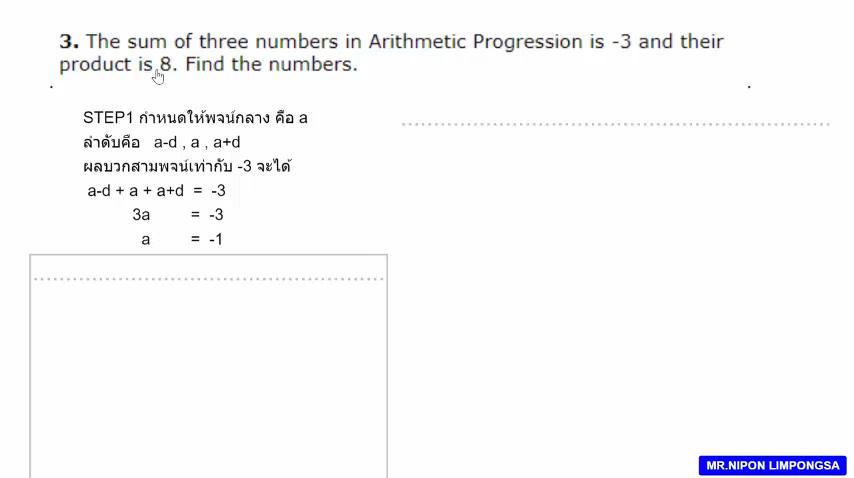 3. The sum of three numbers in Arithmetic Progression is -3 and their
product is 8. Find the numbers.
STEP1 กำหนดให้พจน์กลาง คือ a
ลำดับคือ a-d , a , a+d
ผลบวกสามพจน์เท่ากับ -3 จะได้
a-d + a + a+d = -3
3a = -3
a = -1
MR.NIPON LIMPONGSA